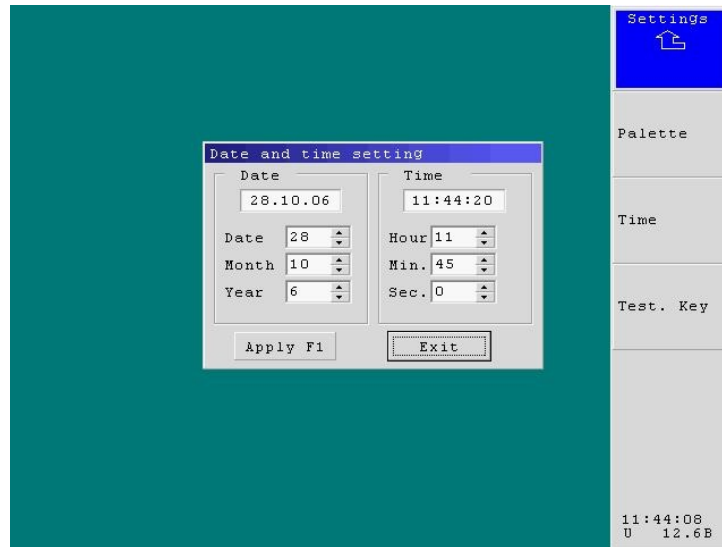 Settings
Palette
Time
Test. Key
Date and time setting
Date
Time
28.10.06
11:44:20
Date 28
Hour 11
Month 10
Min. 45
Year 6
Sec. 0
Apply F1
Exit
11:44:08
U 12.6B